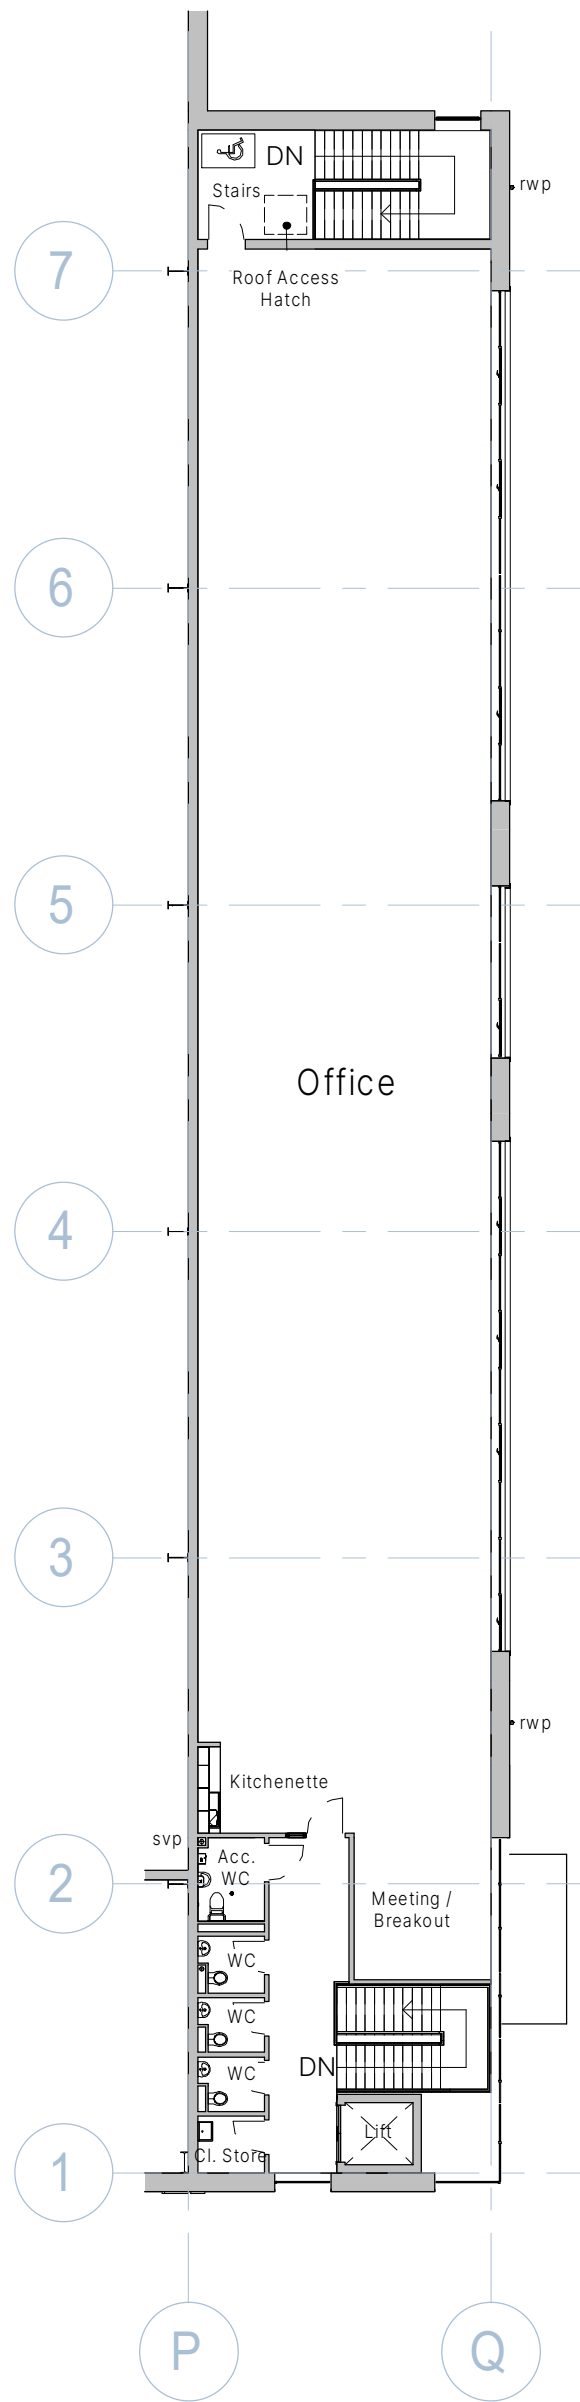 DN
Stairs
rwp
7
Roof Access
Hatch
6
5
Office
4
3
rwp
Kitchenette
svp
Acc.
WC
2
Meeting /
Breakout
WC
WC
DN
WC
Lift
Cl. Store
1
P
Q